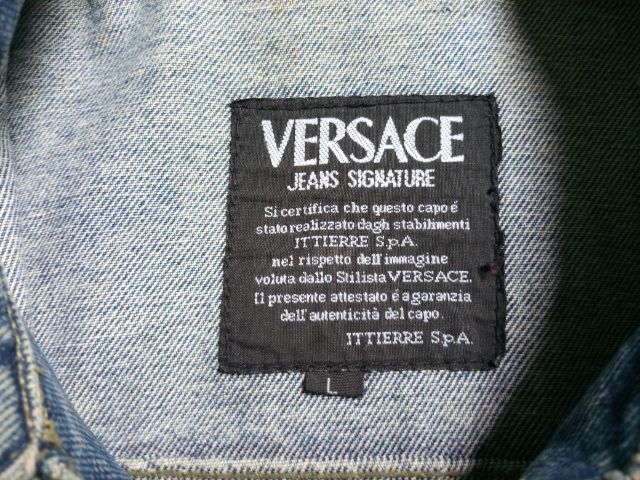 VERSACE
JEANS SIGNATURE
Si certifica che questo capo é
stato realizzato dagh stabilimenti
ITTIERRE S.p.A.
nel rispetto dell'immagine
voluta dallo Stilista VERSACE.
Il presente attestato é a garanzia
dell'autenticità del capo.
ITTIERRE S.p.A.
L